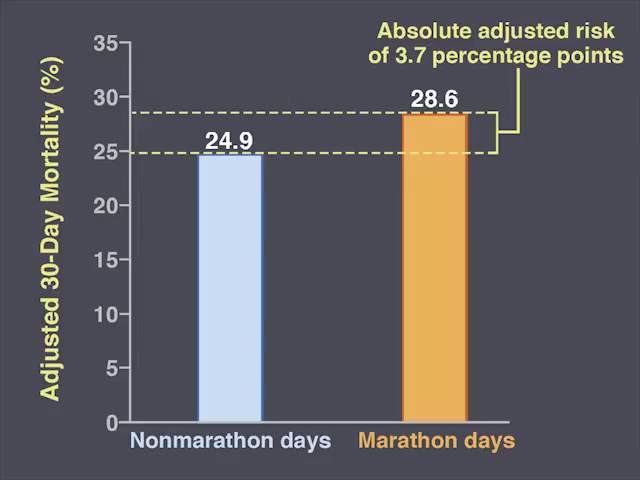 Absolute adjusted risk
of 3.7 percentage points
Adjusted 30-Day Mortality (%)
35
30
25
20
15
10
5
0
24.9
28.6
Nonmarathon days
Marathon days